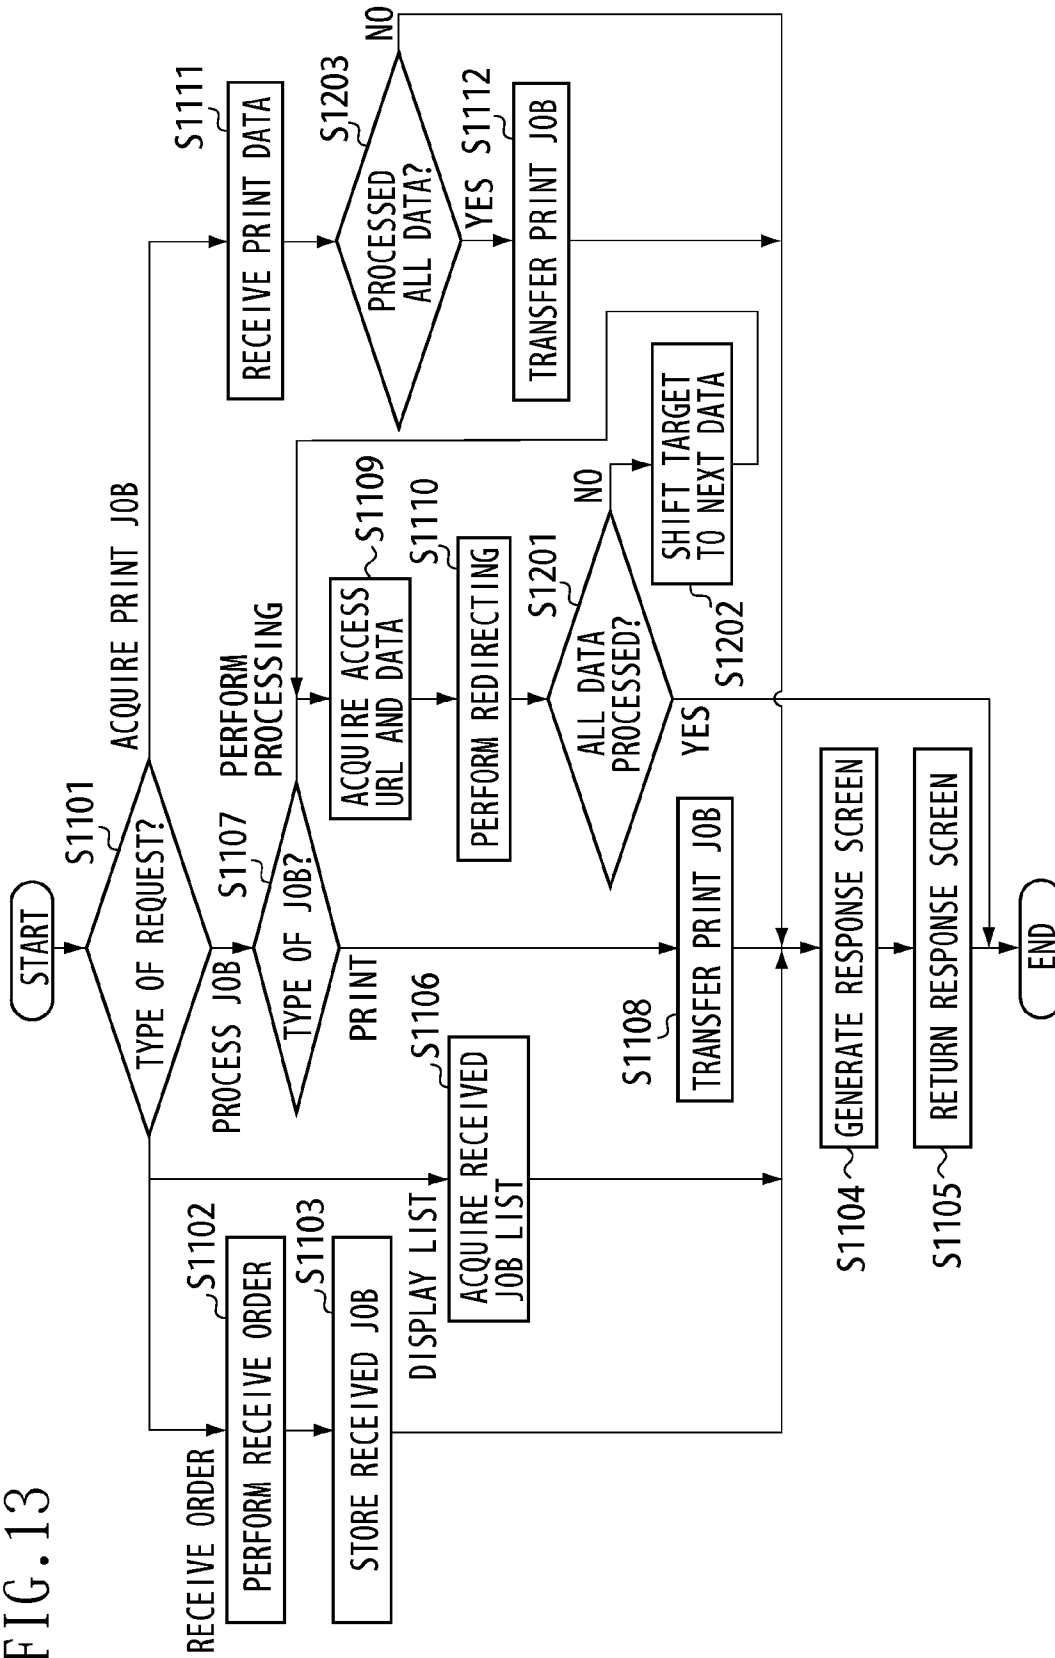 FIG.13
START
S1101
TYPE OF REQUEST?
RECEIVE ORDER
S1102
PERFORM RECEIVE ORDER
S1103
STORE RECEIVED JOB
DISPLAY LIST
S1106
ACQUIRE RECEIVED
JOB LIST
PROCESS JOB
S1107
TYPE OF JOB?
PRINT
S1108
TRANSFER PRINT JOB
PERFORM
PROCESSING
S1109
ACQUIRE ACCESS
URL AND DATA
S1110
PERFORM REDIRECTING
S1201
ALL DATA
PROCESSED?
NO
YES
S1202
SHIFT TARGET
TO NEXT DATA
ACQUIRE PRINT JOB
S1111
RECEIVE PRINT DATA
S1203
PROCESSED
ALL DATA?
NO
YES
S1112
TRANSFER PRINT JOB
S1104
GENERATE RESPONSE SCREEN
S1105
RETURN RESPONSE SCREEN
END